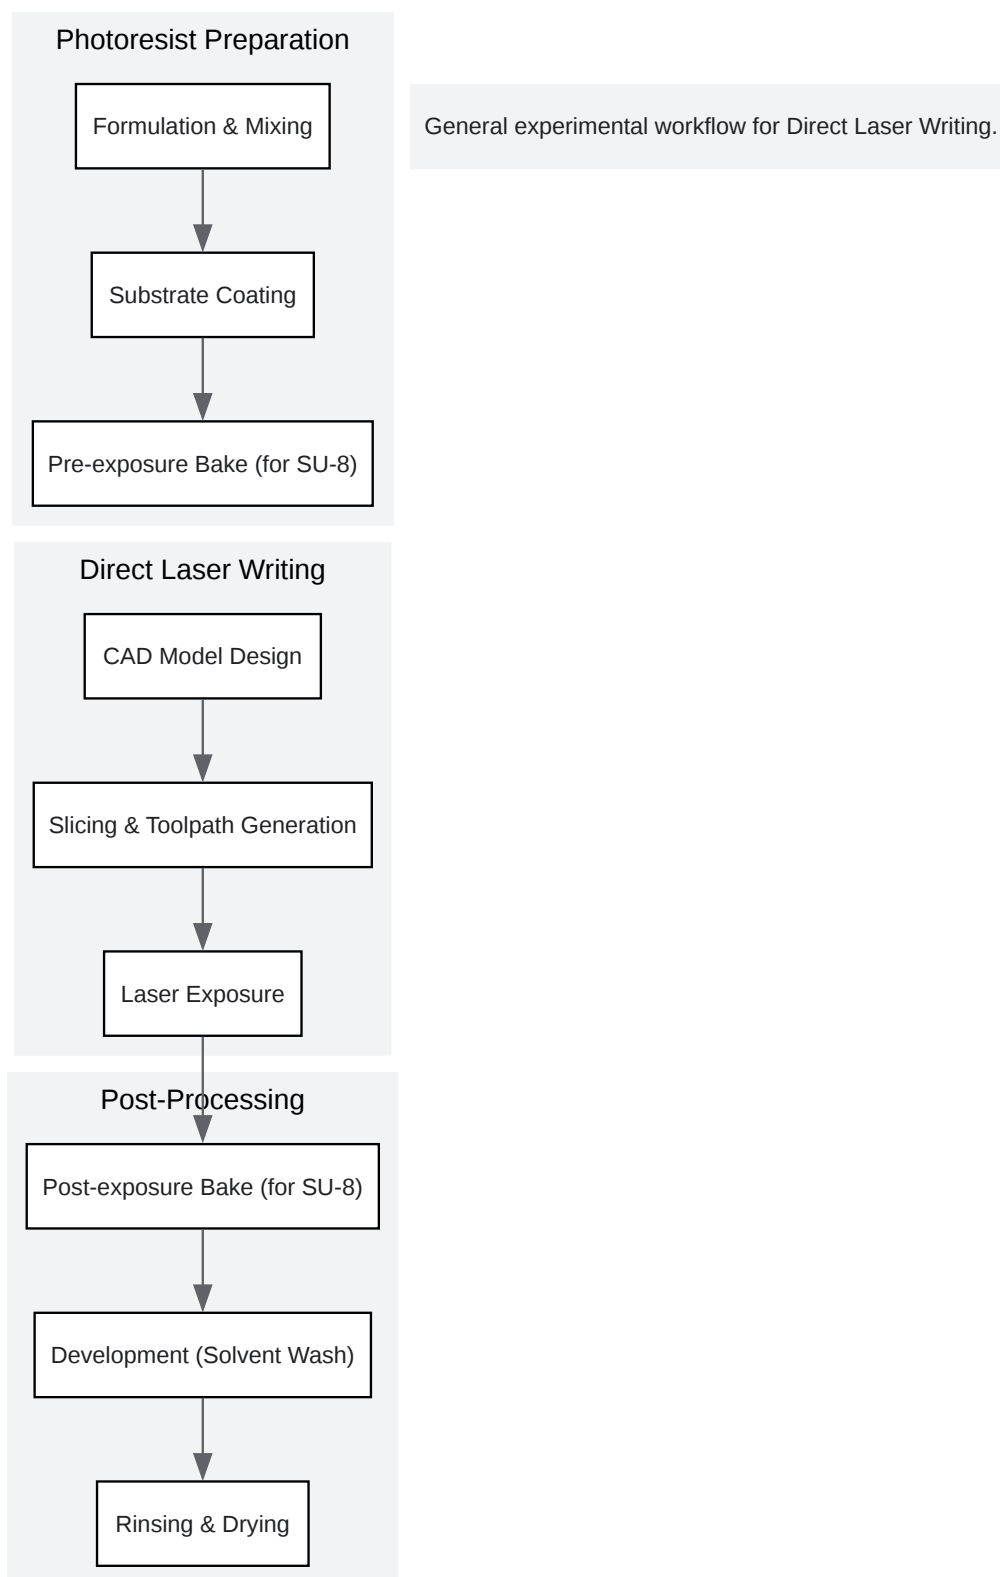 Photoresist Preparation
Formulation & Mixing
General experimental workflow for Direct Laser Writing.
Substrate Coating
Pre-exposure Bake (for SU-8)
Direct Laser Writing
CAD Model Design
Slicing & Toolpath Generation
Laser Exposure
Post-Processing
Post-exposure Bake (for SU-8)
Development (Solvent Wash)
Rinsing & Drying